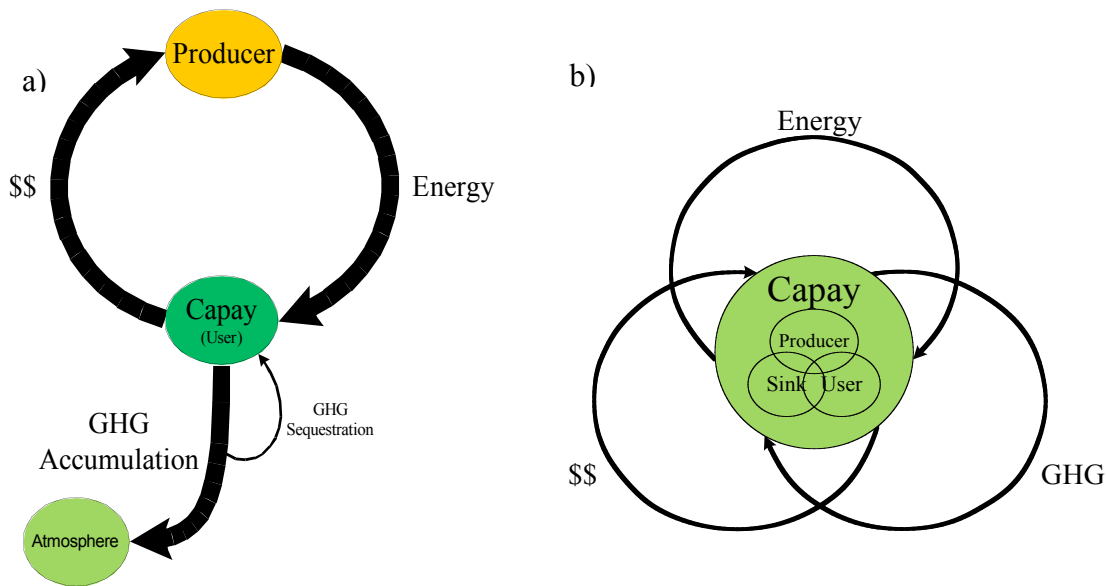 a)
Producer
$$
Energy
Capay
(User)
GHG
Sequestration
GHG
Accumulation
Atmosphere
b)
Energy
Capay
Producer
Sink
User
$$
GHG